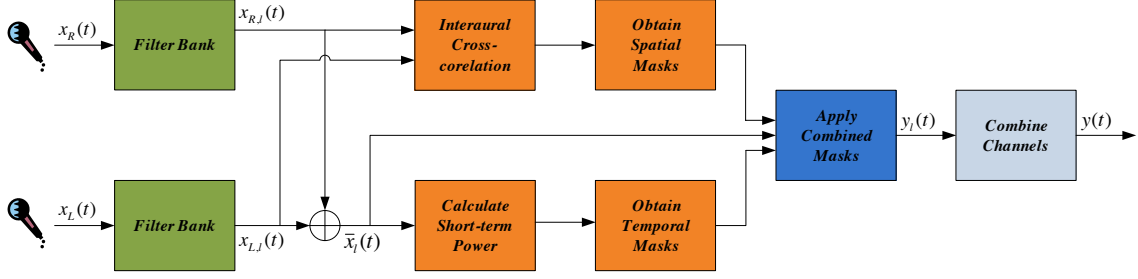 x_R(t)
Filter Bank
x_{R,l}(t)
Interaural
Cross-
corelation
Obtain
Spatial
Masks
Apply
Combined
Masks
y_l(t)
Combine
Channels
y(t)
x_L(t)
Filter Bank
x_{L,l}(t)
x̄_l(t)
Calculate
Short-term
Power
Obtain
Temporal
Masks